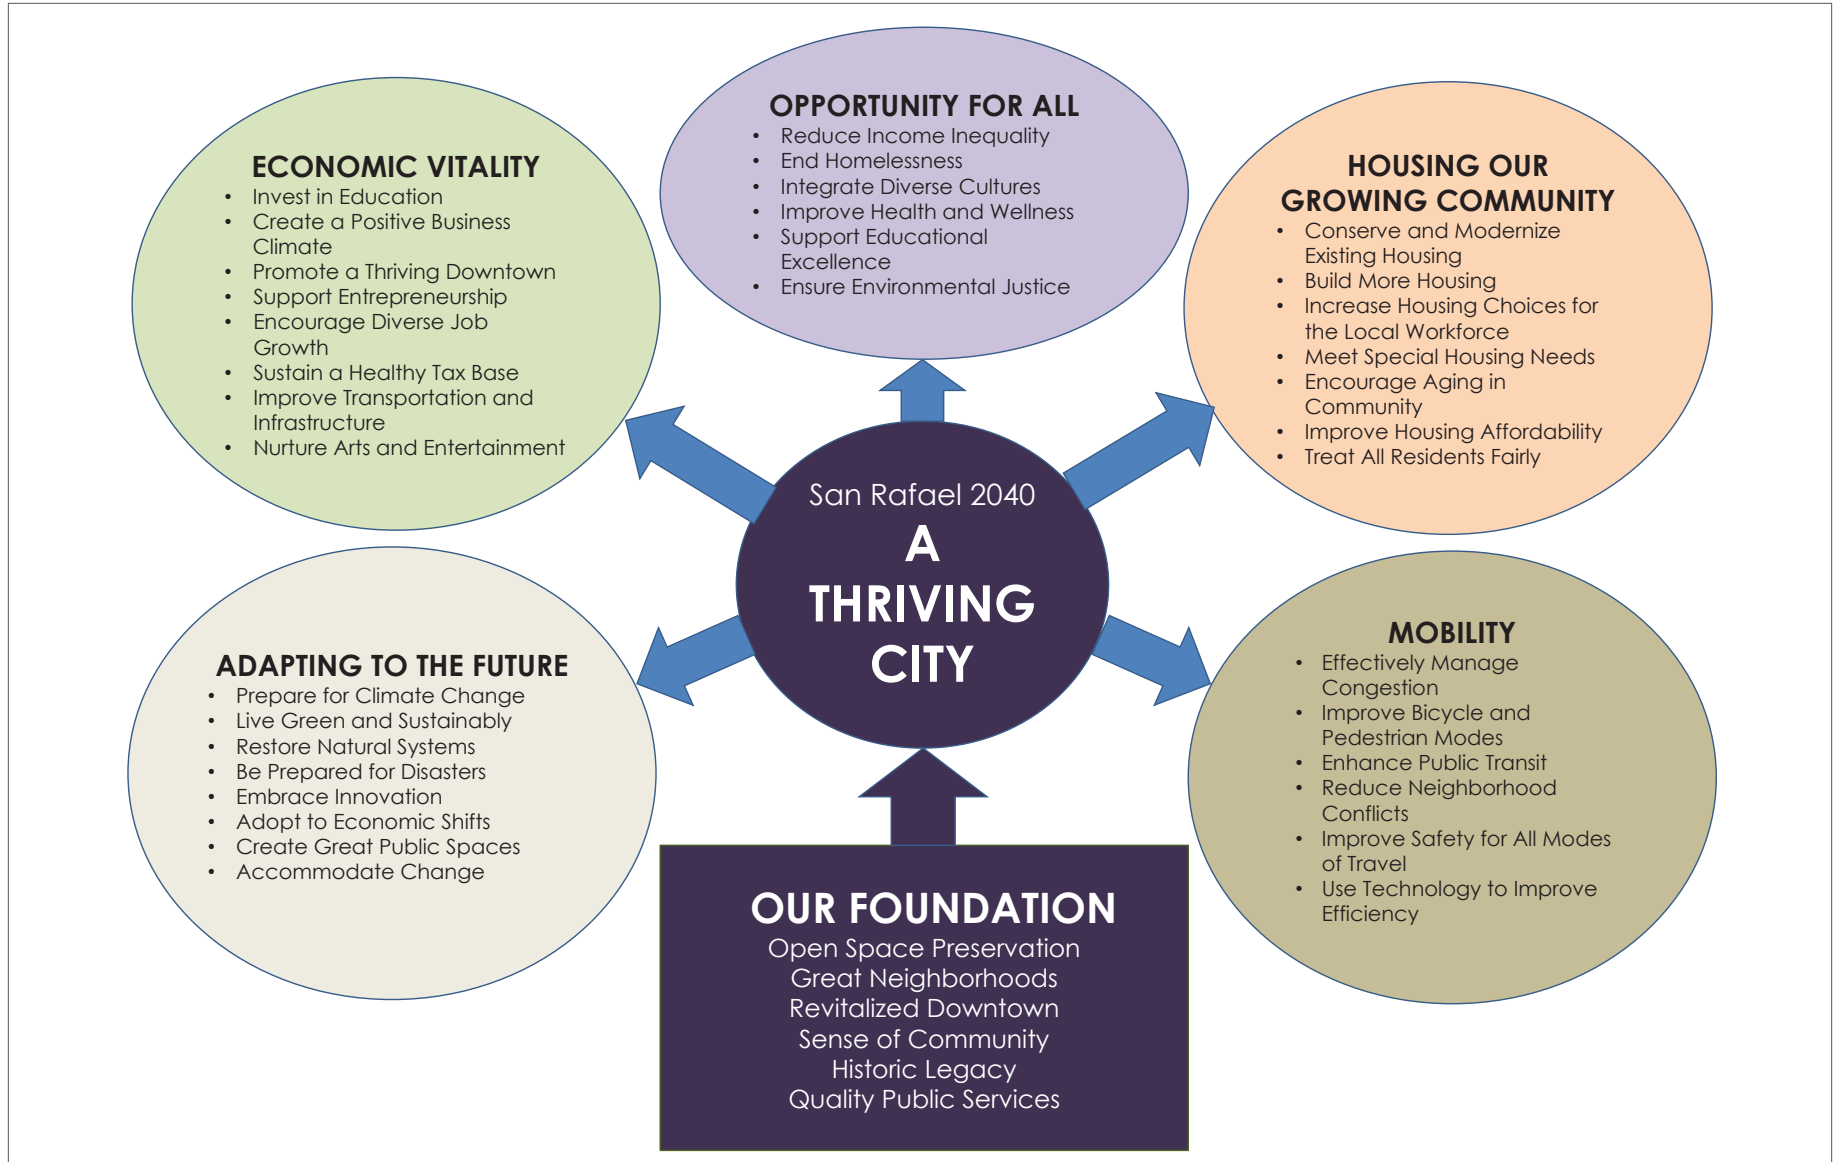 OPPORTUNITY FOR ALL
• Reduce Income Inequality
• End Homelessness
• Integrate Diverse Cultures
• Improve Health and Wellness
• Support Educational
Excellence
• Ensure Environmental Justice
ECONOMIC VITALITY
• Invest in Education
• Create a Positive Business
Climate
• Promote a Thriving Downtown
• Support Entrepreneurship
• Encourage Diverse Job
Growth
• Sustain a Healthy Tax Base
• Improve Transportation and
Infrastructure
• Nurture Arts and Entertainment
HOUSING OUR
GROWING COMMUNITY
• Conserve and Modernize
Existing Housing
• Build More Housing
• Increase Housing Choices for
the Local Workforce
• Meet Special Housing Needs
• Encourage Aging in
Community
• Improve Housing Affordability
• Treat All Residents Fairly
San Rafael 2040
A
THRIVING
CITY
ADAPTING TO THE FUTURE
• Prepare for Climate Change
• Live Green and Sustainably
• Restore Natural Systems
• Be Prepared for Disasters
• Embrace Innovation
• Adopt to Economic Shifts
• Create Great Public Spaces
• Accommodate Change
MOBILITY
• Effectively Manage
Congestion
• Improve Bicycle and
Pedestrian Modes
• Enhance Public Transit
• Reduce Neighborhood
Conflicts
• Improve Safety for All Modes
of Travel
• Use Technology to Improve
Efficiency
OUR FOUNDATION
Open Space Preservation
Great Neighborhoods
Revitalized Downtown
Sense of Community
Historic Legacy
Quality Public Services